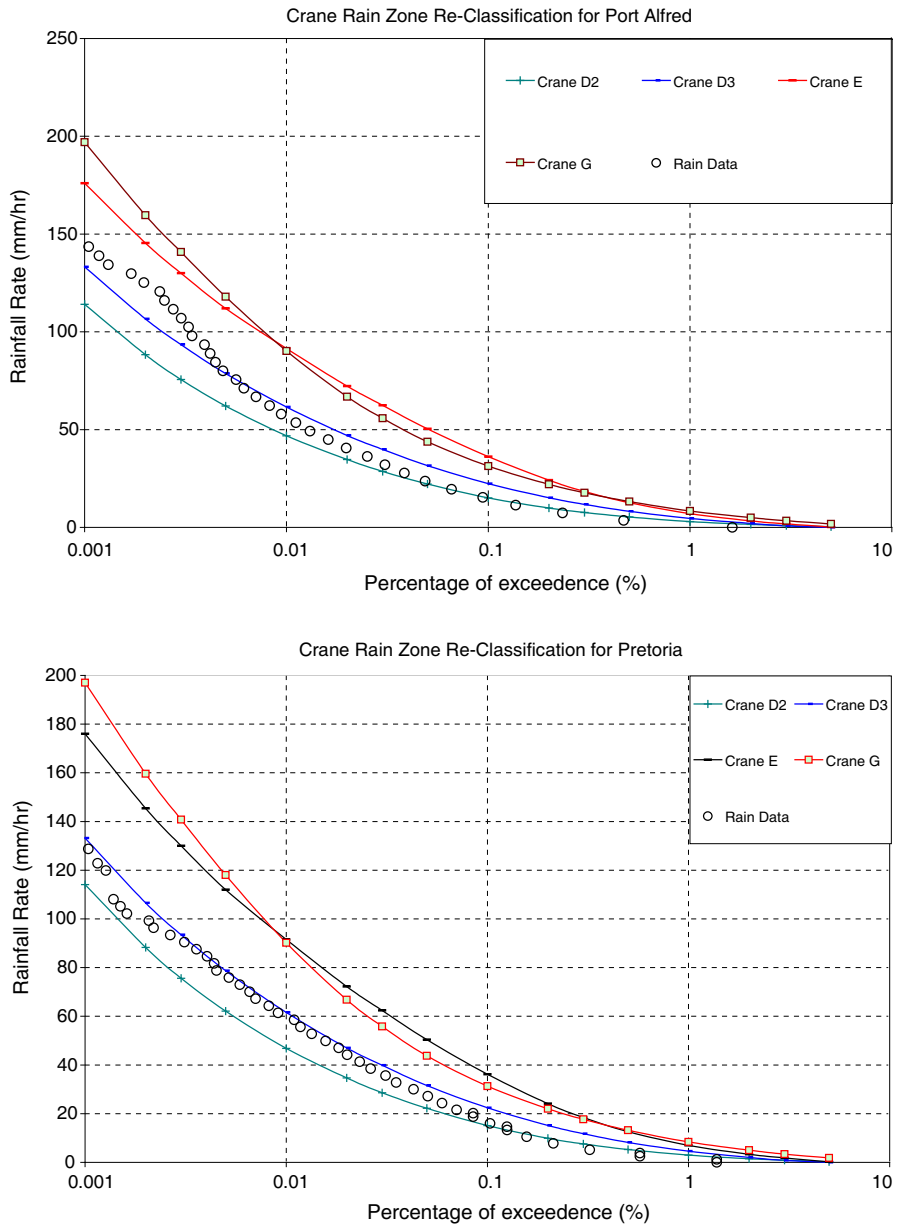 Crane Rain Zone Re-Classification for Port Alfred
250
200
150
100
50
0
Rainfall Rate (mm/hr)
Crane D2
Crane D3
Crane E
Crane G
Rain Data
0.001
0.01
0.1
1
10
Percentage of exceedence (%)
Crane Rain Zone Re-Classification for Pretoria
200
180
160
140
120
100
80
60
40
20
0
Rainfall Rate (mm/hr)
Crane D2
Crane D3
Crane E
Crane G
Rain Data
0.001
0.01
0.1
1
10
Percentage of exceedence (%)